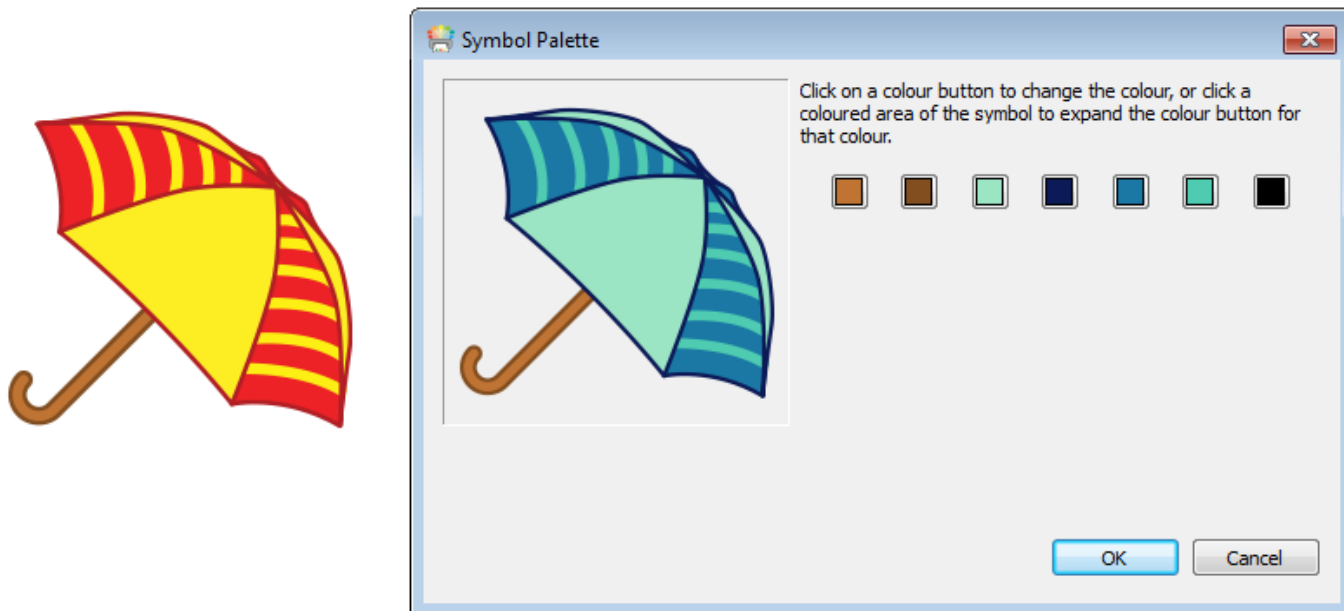 Symbol Palette
Click on a colour button to change the colour, or click a
coloured area of the symbol to expand the colour button for
that colour.
OK
Cancel